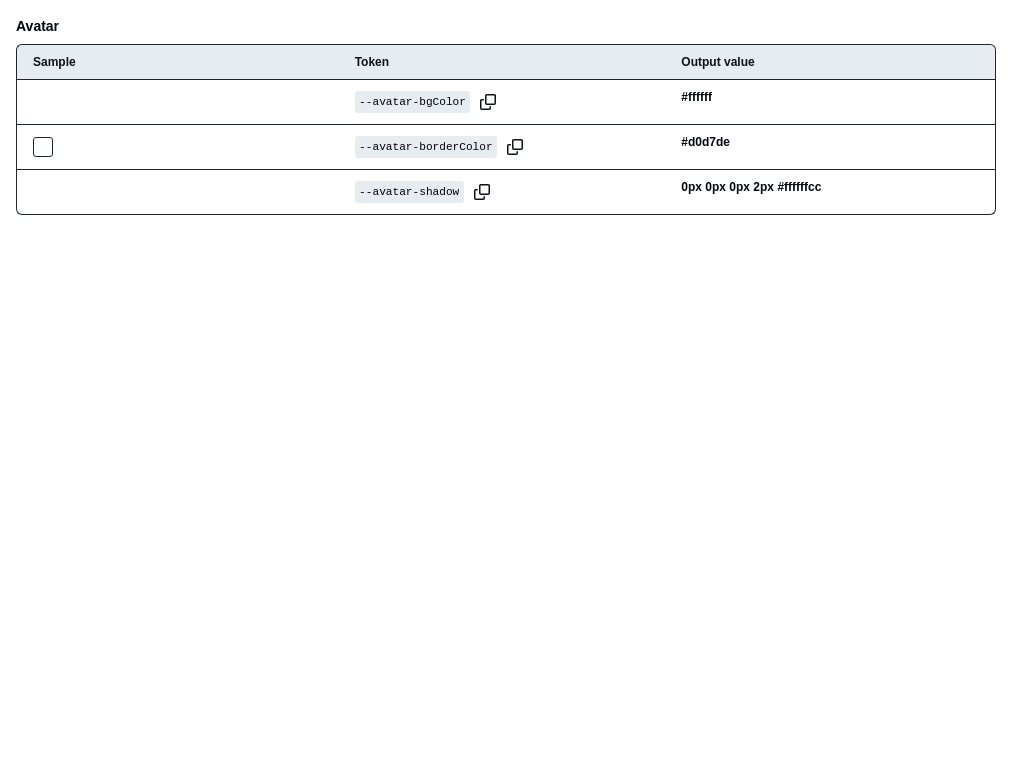 Avatar
Sample Token Output value
--avatar-bgColor #ffffff
--avatar-borderColor #d0d7de
--avatar-shadow 0px 0px 0px 2px #ffffffcc